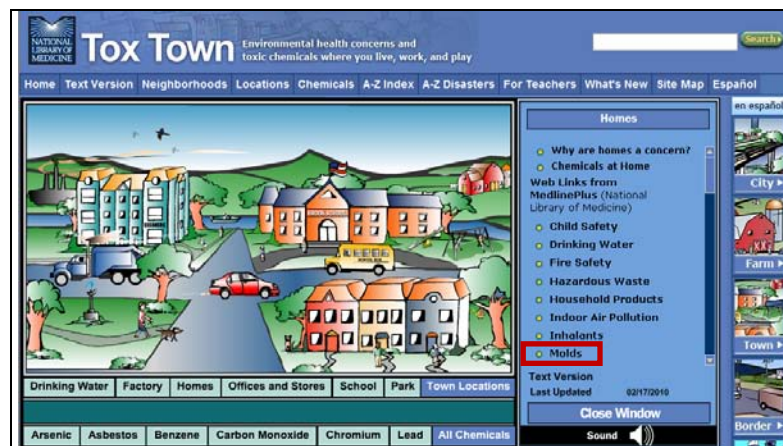 NATIONAL
LIBRARY OF
MEDICINE
Tox Town
Environmental health concerns and
toxic chemicals where you live, work, and play
Search
Home Text Version Neighborhoods Locations Chemicals A-Z Index A-Z Disasters For Teachers What's New Site Map Español
Homes
Why are homes a concern?
Chemicals at Home
Web Links from
MedlinePlus (National
Library of Medicine)
Child Safety
Drinking Water
Fire Safety
Hazardous Waste
Household Products
Indoor Air Pollution
Inhalants
Molds
Text Version
Last Updated 02/17/2010
Close Window
Sound
en español
City
Farm
Town
Border
Drinking Water Factory Homes Offices and Stores School Park Town Locations
Arsenic Asbestos Benzene Carbon Monoxide Chromium Lead All Chemicals